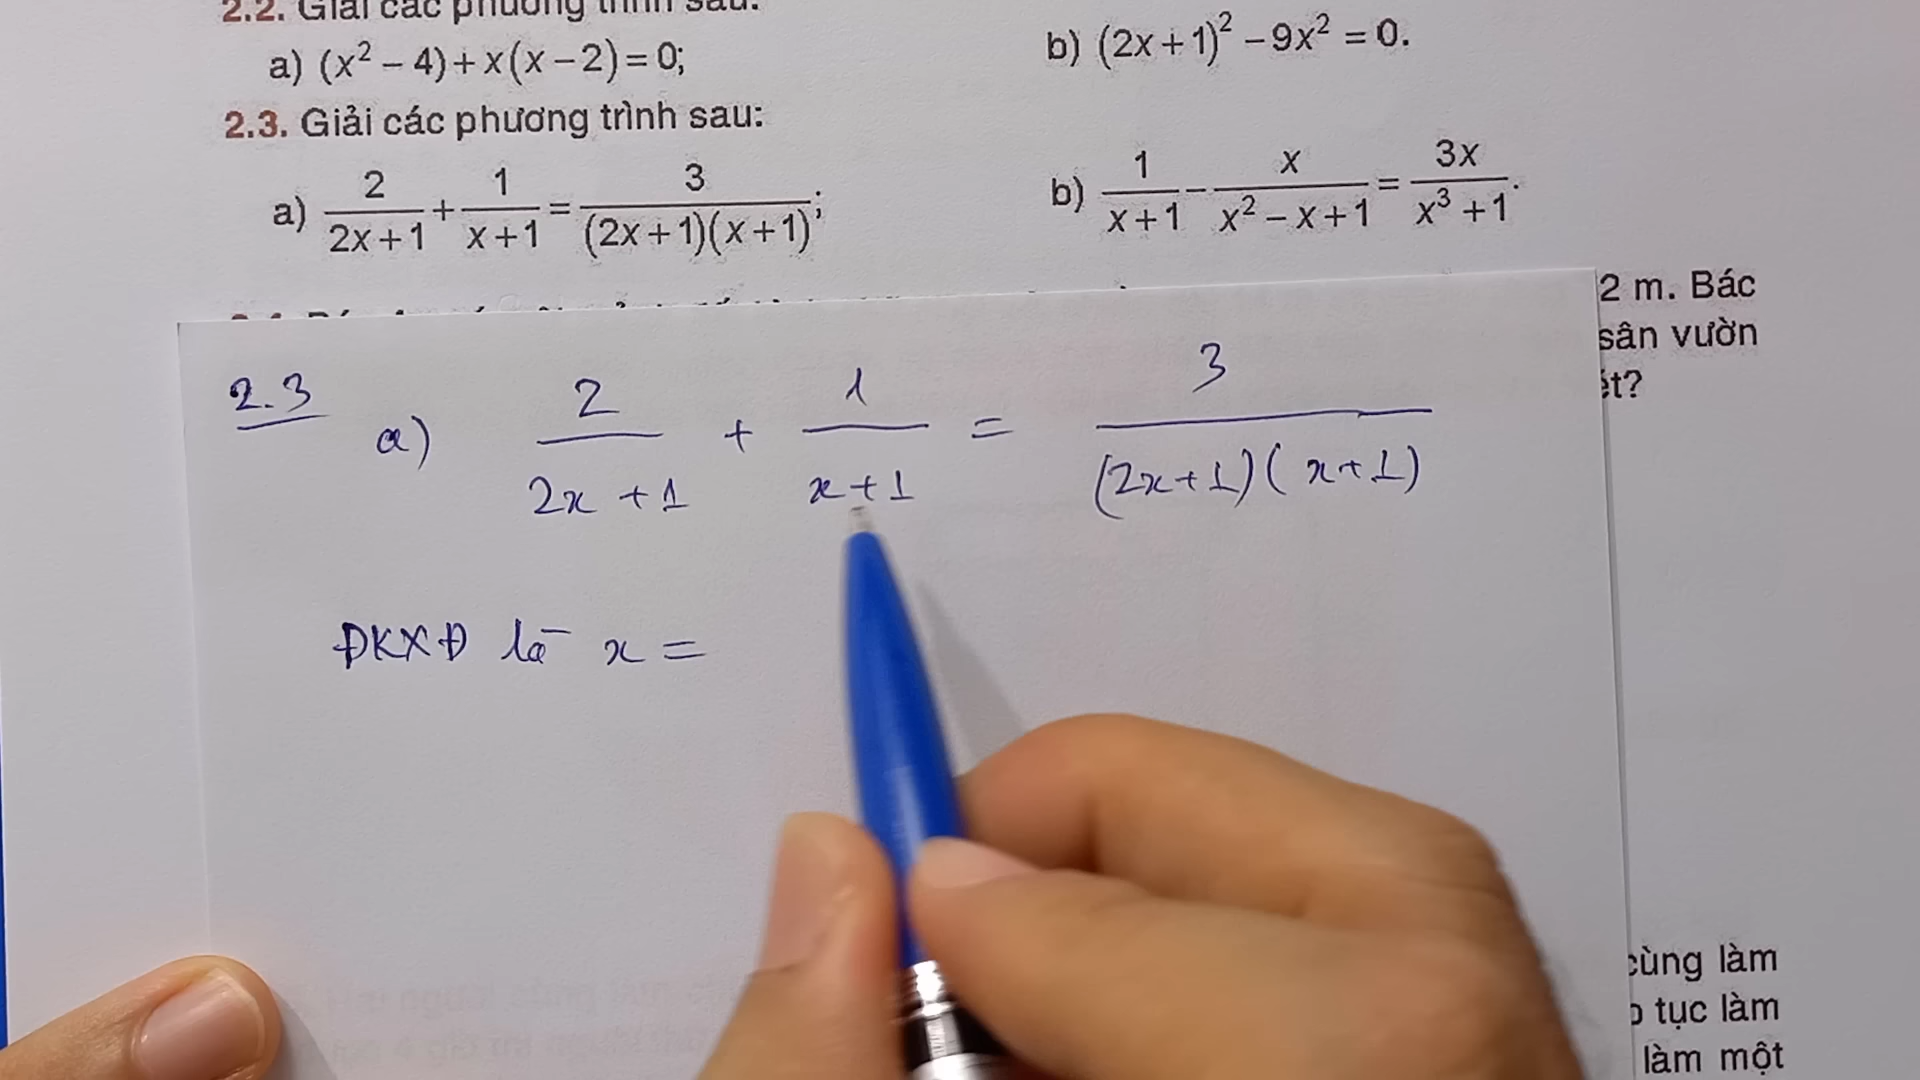 2.2. Giải các phương trình sau:
a) (x² – 4) + x(x – 2) = 0;
b) (2x + 1)² – 9x² = 0.
2.3. Giải các phương trình sau:
a) 2/(2x + 1) + 1/(x + 1) = 3/((2x + 1)(x + 1));
b) 1/(x + 1) – x/(x² – x + 1) = 3x/(x³ + 1).
2 m. Bác
sân vườn
ét?
2.3
a) 2/(2x + 1) + 1/(x + 1) = 3/((2x + 1)(x + 1))
ĐKXĐ là x =
cùng làm
tục làm
làm một